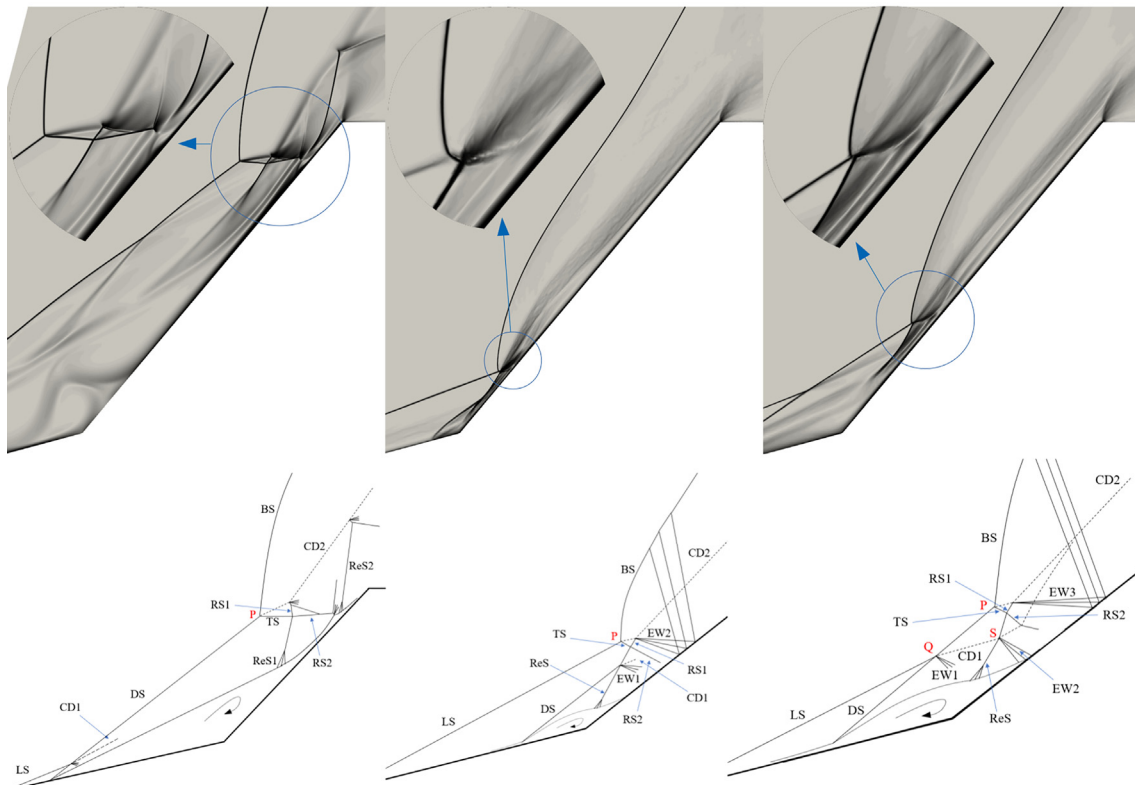 BS
CD2
ReS2
RS1
P
TS
RS2
ReS1
DS
CD1
LS
BS
CD2
TS
P
EW2
ReS
RS1
EW1
CD1
RS2
DS
LS
CD2
BS
RS1
EW3
P
TS
RS2
S
Q
CD1
EW1
EW2
LS
DS
ReS